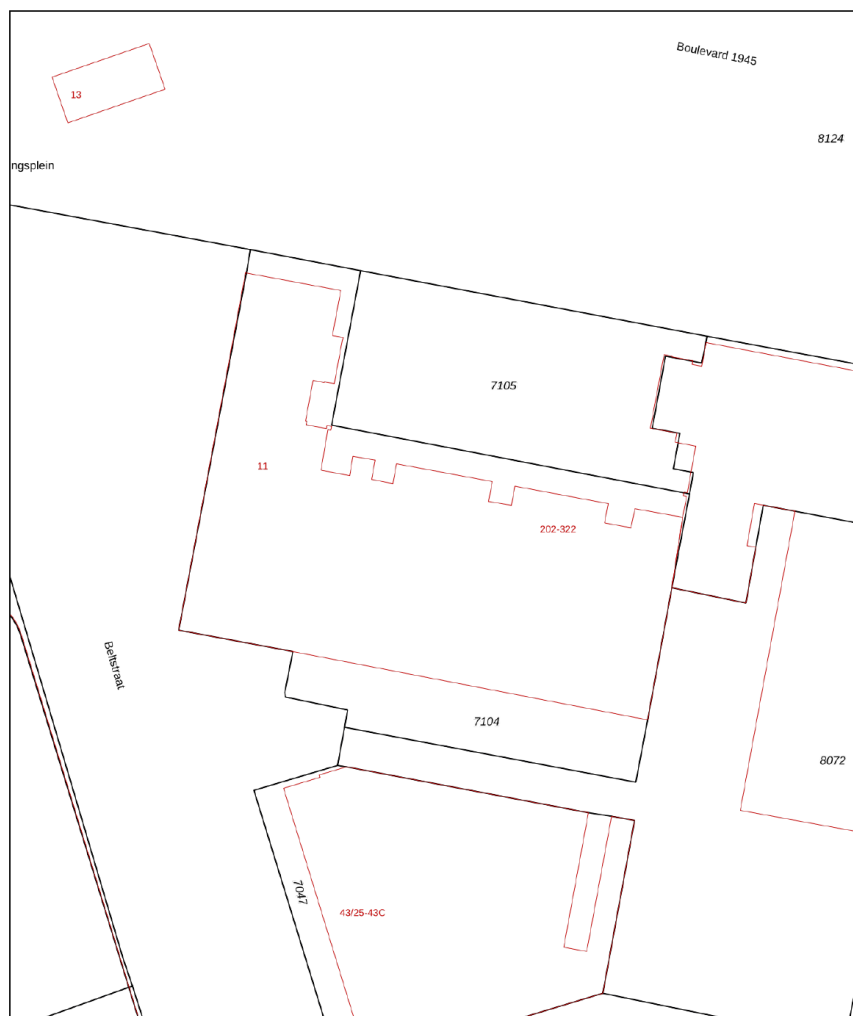 Boulevard 1945
13
8124
ngsplein
7105
11
202-322
Beltstraat
7104
8072
7047
43/25-43C